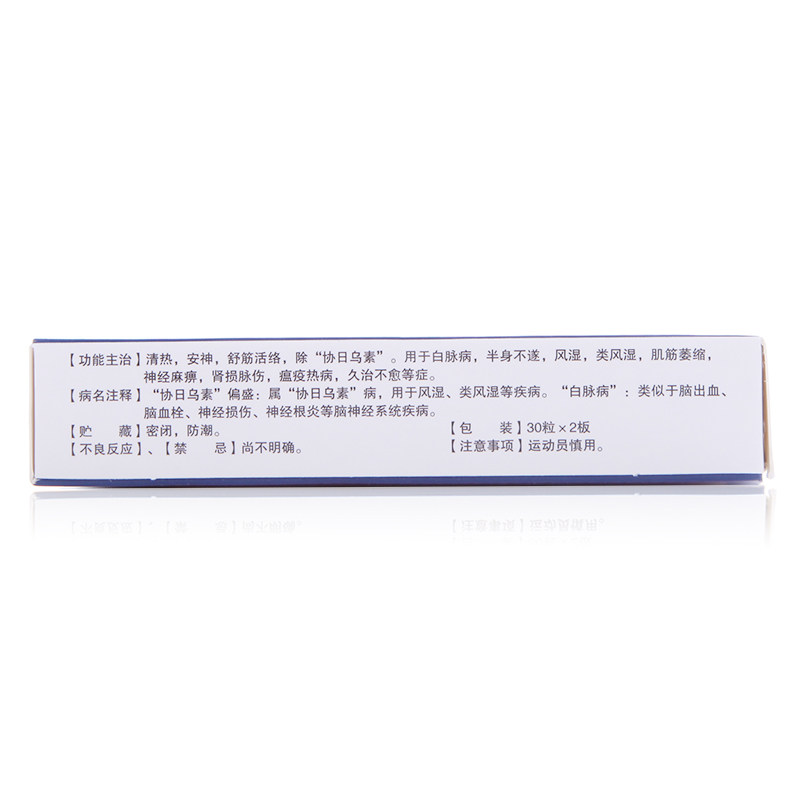 【功能主治】清热，安神，舒筋活络，除“协日乌素”。用于白脉病，半身不遂，风湿，类风湿，肌筋萎缩，
神经麻痹，肾损脉伤，瘟疫热病，久治不愈等症。
【病名注释】“协日乌素”偏盛：属“协日乌素”病，用于风湿、类风湿等疾病。“白脉病”：类似于脑出血、
脑血栓、神经损伤、神经根炎等脑神经系统疾病。
【贮 藏】密闭，防潮。 【包 装】30粒×2板
【不良反应】、【禁 忌】尚不明确。 【注意事项】运动员慎用。